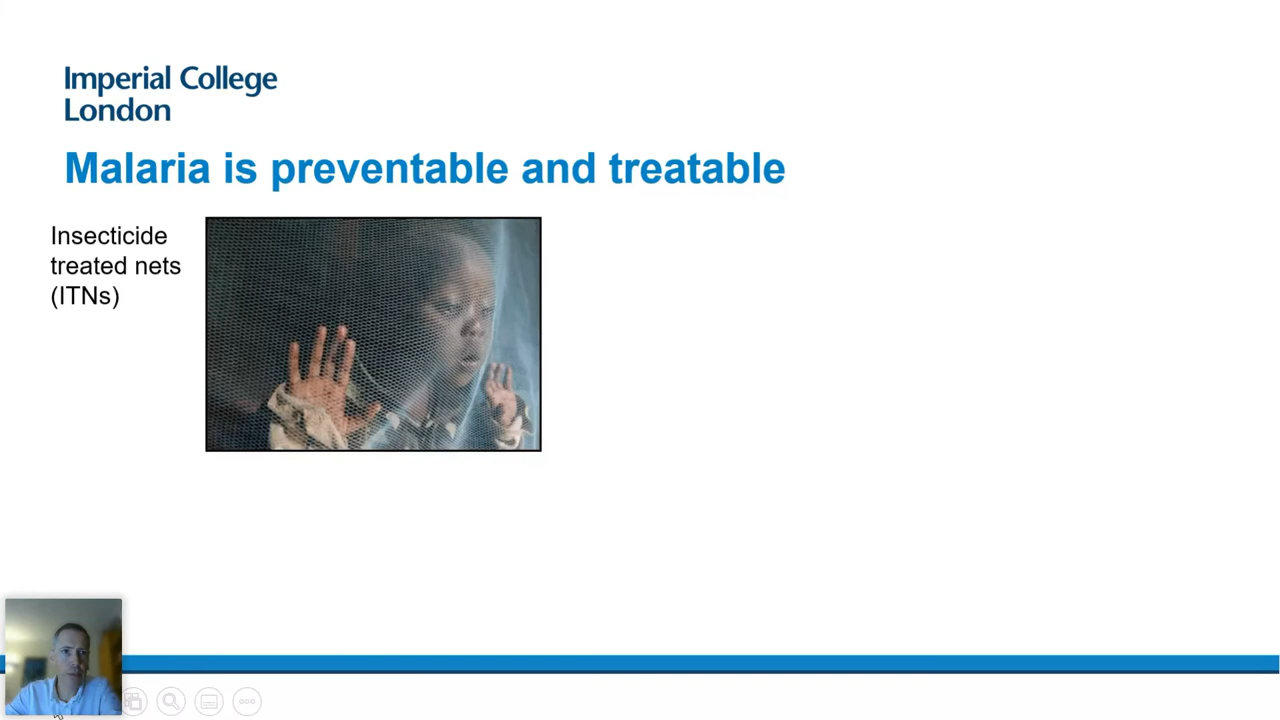 Imperial College
London
Malaria is preventable and treatable
Insecticide
treated nets
(ITNs)